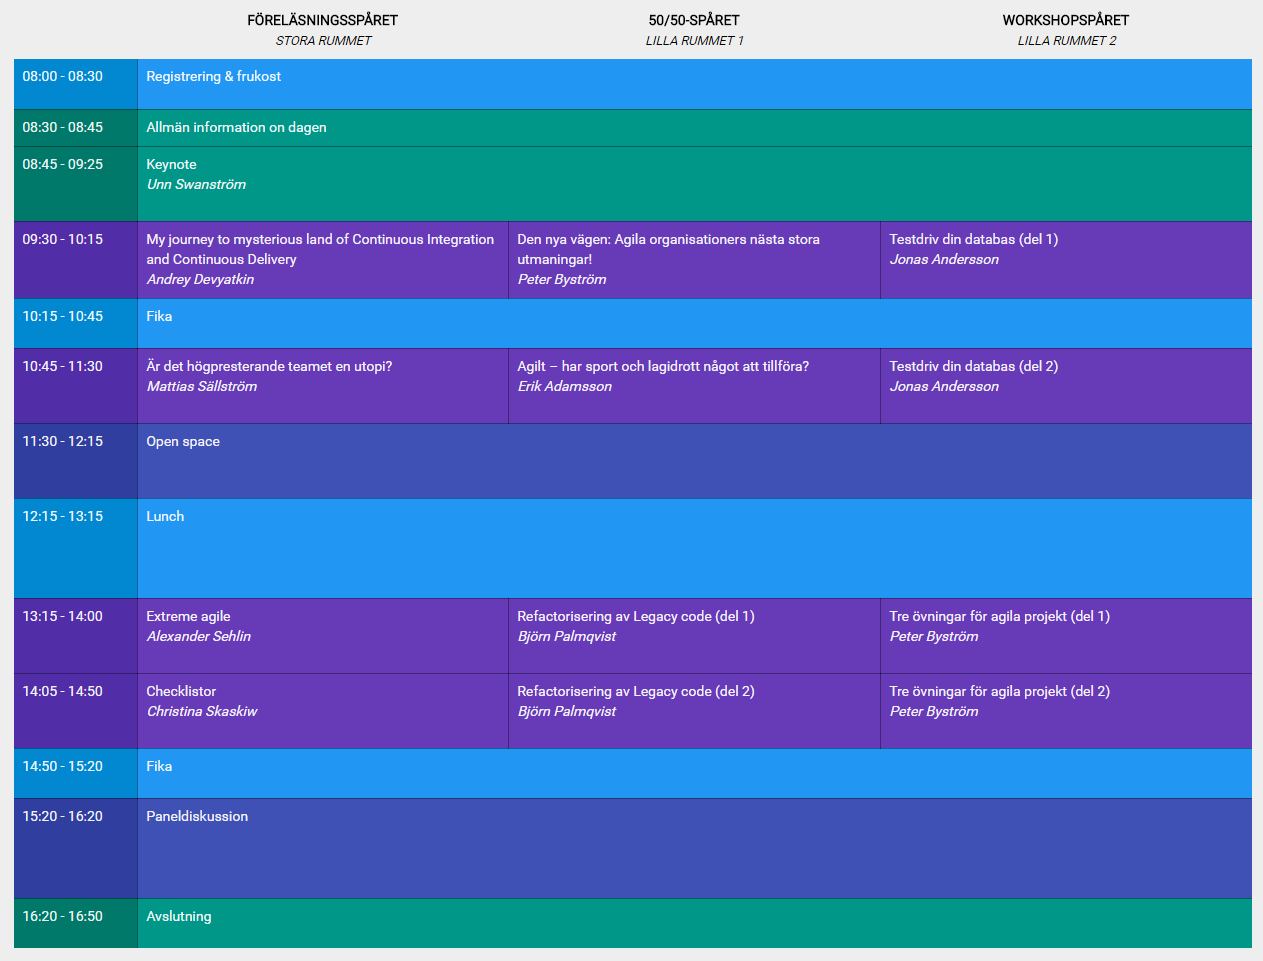 FÖRELÄSNINGSSPÅRET
STORA RUMMET
50/50-SPÅRET
LILLA RUMMET 1
WORKSHOPSPÅRET
LILLA RUMMET 2
08:00 - 08:30
Registrering & frukost
08:30 - 08:45
Allmän information on dagen
08:45 - 09:25
Keynote
Unn Swanström
09:30 - 10:15
My journey to mysterious land of Continuous Integration
and Continuous Delivery
Andrey Devyatkin
Den nya vägen: Agila organisationers nästa stora
utmaningar!
Peter Byström
Testdriv din databas (del 1)
Jonas Andersson
10:15 - 10:45
Fika
10:45 - 11:30
Är det högpresterande teamet en utopi?
Mattias Sällström
Agilt – har sport och lagidrott något att tillföra?
Erik Adamsson
Testdriv din databas (del 2)
Jonas Andersson
11:30 - 12:15
Open space
12:15 - 13:15
Lunch
13:15 - 14:00
Extreme agile
Alexander Sehlin
Refactorisering av Legacy code (del 1)
Björn Palmqvist
Tre övningar för agila projekt (del 1)
Peter Byström
14:05 - 14:50
Checklistor
Christina Skaskiw
Refactorisering av Legacy code (del 2)
Björn Palmqvist
Tre övningar för agila projekt (del 2)
Peter Byström
14:50 - 15:20
Fika
15:20 - 16:20
Paneldiskussion
16:20 - 16:50
Avslutning